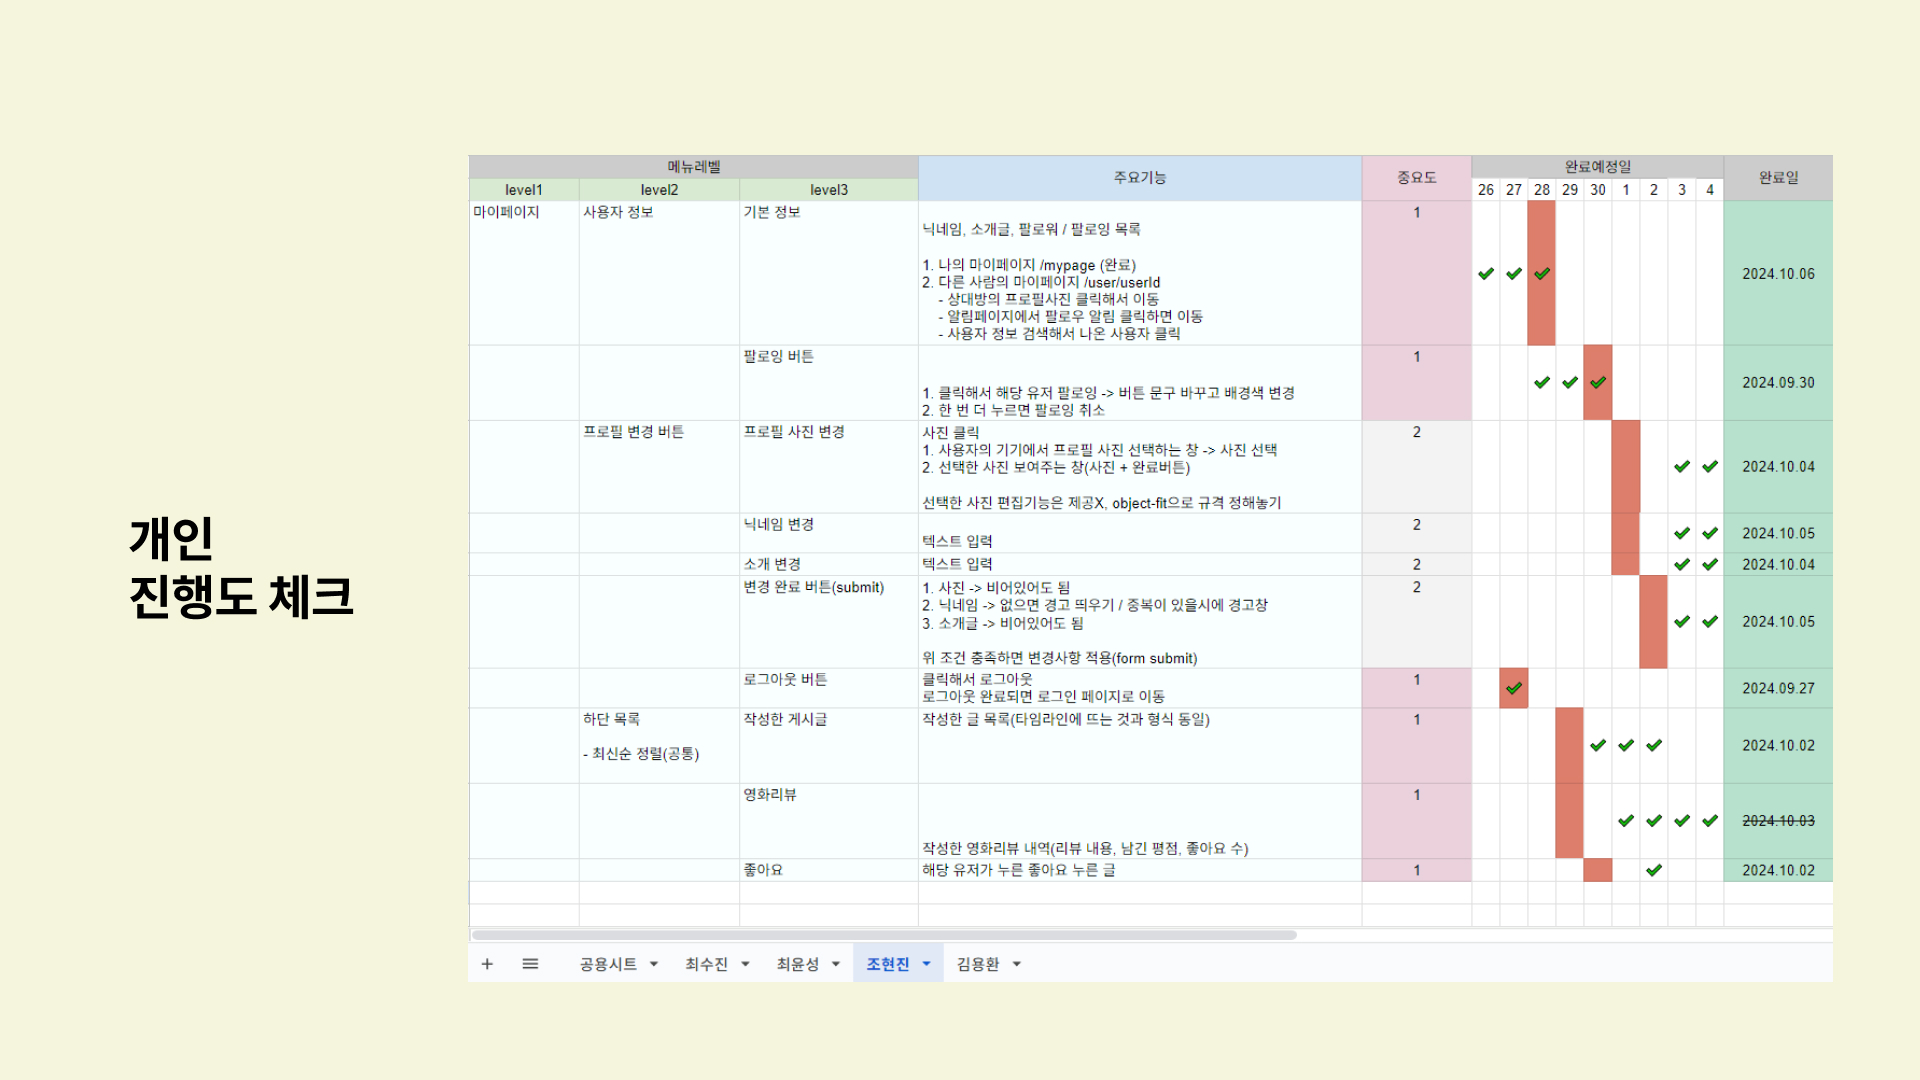 개인
진행도 체크
메뉴레벨
주요기능
중요도
완료예정일
완료일
level1 level2 level3
26 27 28 29 30 1 2 3 4
마이페이지 사용자 정보 기본 정보
닉네임, 소개글, 팔로워 / 팔로잉 목록
1. 나의 마이페이지 /mypage (완료)
2. 다른 사람의 마이페이지 /user/userId
- 상대방의 프로필사진 클릭해서 이동
- 알림페이지에서 팔로우 알림 클릭하면 이동
- 사용자 정보 검색해서 나온 사용자 클릭
1
✔ ✔ ✔
2024.10.06
팔로잉 버튼
1. 클릭해서 해당 유저 팔로잉 -> 버튼 문구 바꾸고 배경색 변경
2. 한 번 더 누르면 팔로잉 취소
1
✔ ✔ ✔
2024.09.30
프로필 변경 버튼 프로필 사진 변경
사진 클릭
1. 사용자의 기기에서 프로필 사진 선택하는 창 -> 사진 선택
2. 선택한 사진 보여주는 창(사진 + 완료버튼)
선택한 사진 편집기능은 제공X, object-fit으로 규격 정해놓기
2
✔ ✔
2024.10.04
닉네임 변경
텍스트 입력
2
✔ ✔
2024.10.05
소개 변경
텍스트 입력
2
✔ ✔
2024.10.04
변경 완료 버튼(submit)
1. 사진 -> 비어있어도 됨
2. 닉네임 -> 없으면 경고 띄우기 / 중복이 있을시에 경고창
3. 소개글 -> 비어있어도 됨
위 조건 충족하면 변경사항 적용(form submit)
2
✔ ✔
2024.10.05
로그아웃 버튼
클릭해서 로그아웃
로그아웃 완료되면 로그인 페이지로 이동
1
✔
2024.09.27
하단 목록
- 최신순 정렬(공통)
작성한 게시글
작성한 글 목록(타임라인에 뜨는 것과 형식 동일)
1
✔ ✔ ✔
2024.10.02
영화리뷰
작성한 영화리뷰 내역(리뷰 내용, 남긴 평점, 좋아요 수)
1
✔ ✔ ✔ ✔
2024.10.03
좋아요
해당 유저가 누른 좋아요 누른 글
1
✔
2024.10.02
+ 공용시트 최수진 최윤성 조현진 김용환